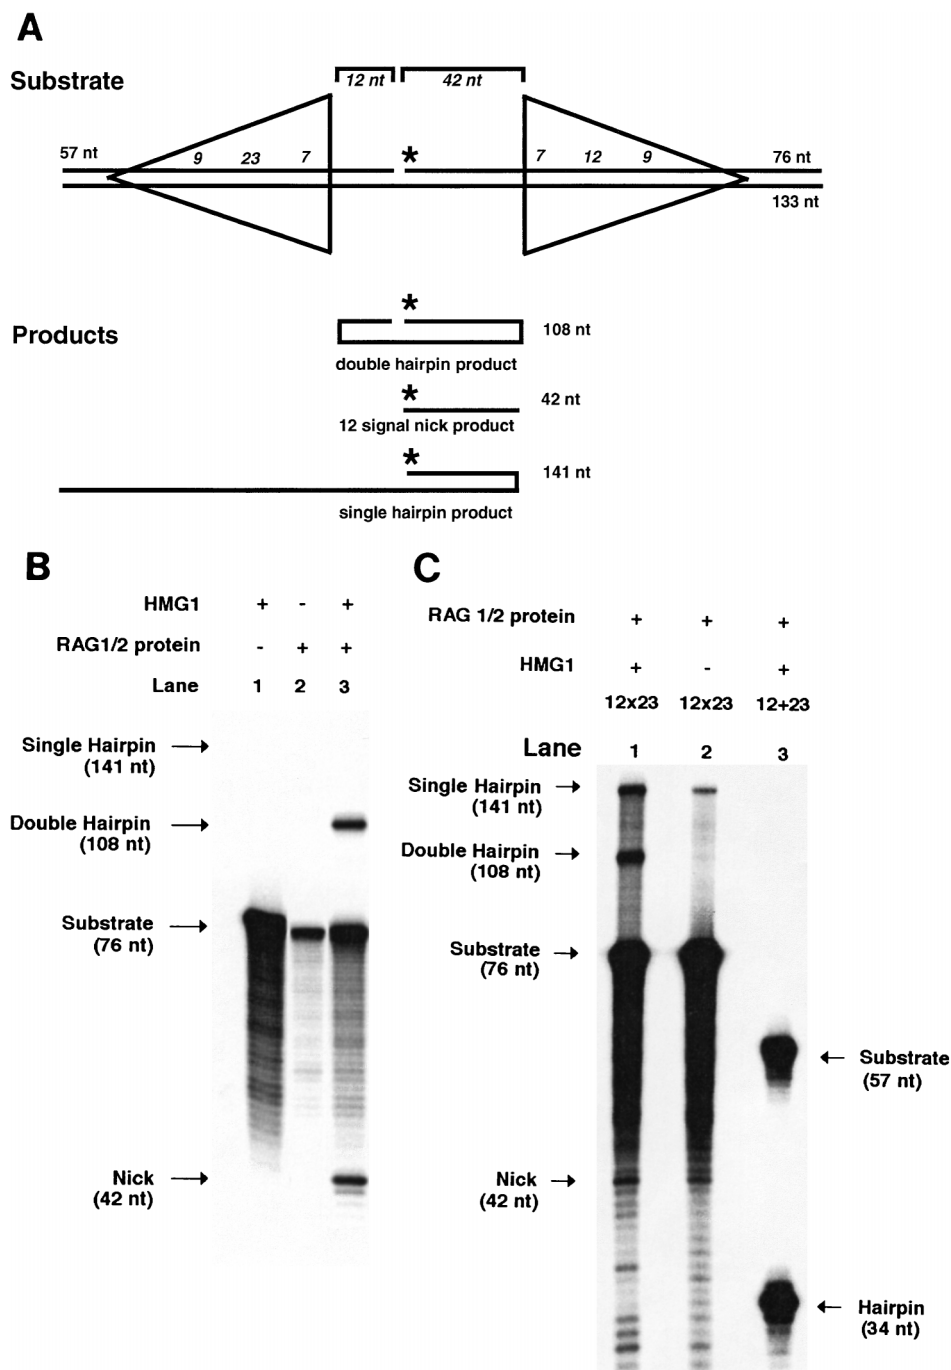 A
Substrate
12 nt 42 nt
57 nt 9 23 7 * 7 12 9 76 nt
133 nt
Products
*
108 nt
double hairpin product
*
42 nt
12 signal nick product
*
141 nt
single hairpin product
B
HMG1 + - +
RAG1/2 protein - + +
Lane 1 2 3
Single Hairpin
(141 nt)
Double Hairpin
(108 nt)
Substrate
(76 nt)
Nick
(42 nt)
C
RAG 1/2 protein + + +
HMG1 + - +
12x23 12x23 12+23
Lane 1 2 3
Single Hairpin
(141 nt)
Double Hairpin
(108 nt)
Substrate
(76 nt)
Substrate
(57 nt)
Nick
(42 nt)
Hairpin
(34 nt)